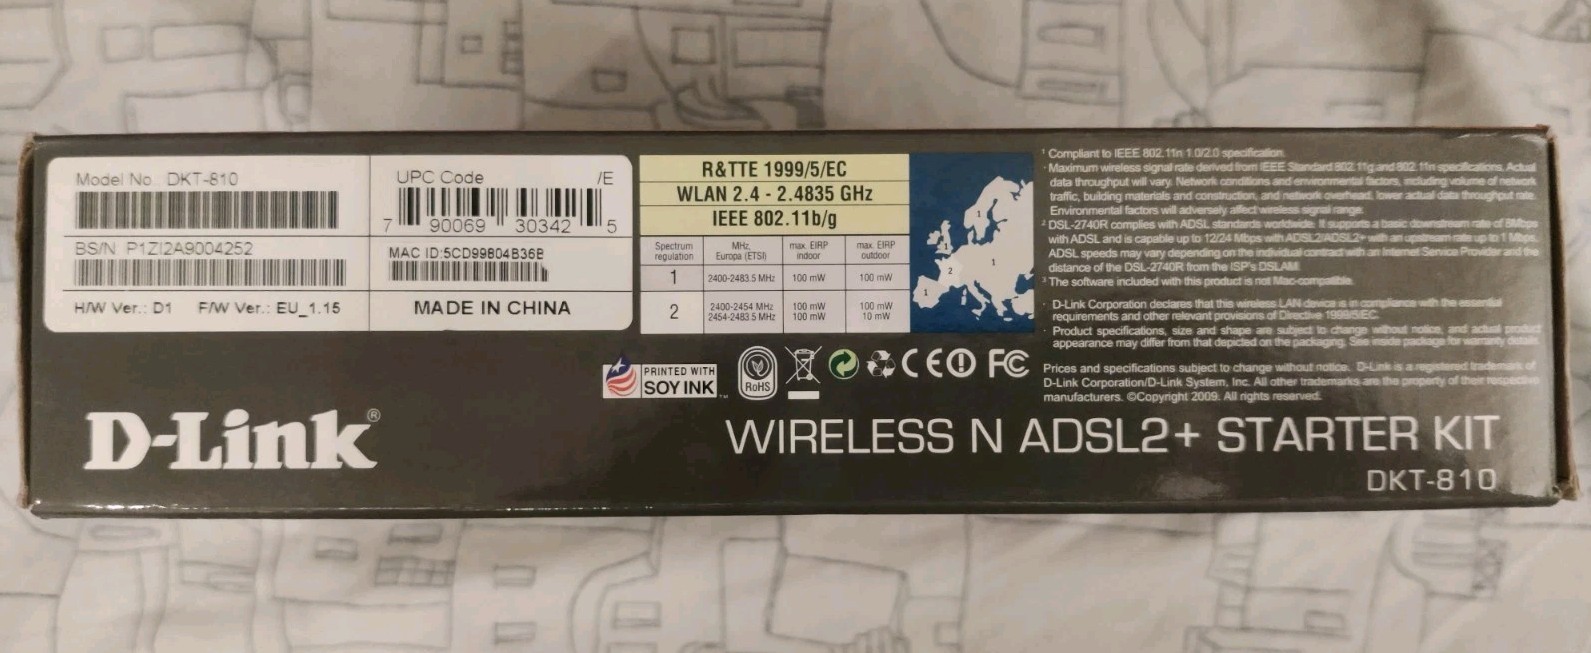 Model No. DKT-810
BS/N P1ZI2A9004252
H/W Ver.: D1 F/W Ver.: EU_1.15
UPC Code /E
7 90069 30342 5
MAC ID:5CD99804B36B
MADE IN CHINA
R&TTE 1999/5/EC
WLAN 2.4 - 2.4835 GHz
IEEE 802.11b/g
Spectrum regulation MHz, Europa (ETSI) max. EIRP indoor max. EIRP outdoor
1 2400-2483.5 MHz 100 mW 100 mW
2 2400-2454 MHz 100 mW 100 mW
2454-2483.5 MHz 100 mW 10 mW
1 1 2 1 1
¹ Compliant to IEEE 802.11n 1.0/2.0 specification.
· Maximum wireless signal rate derived from IEEE Standard 802.11g and 802.11n specifications. Actual
data throughput will vary. Network conditions and environmental factors, including volume of network
traffic, building materials and construction, and network overhead, lower actual data throughput rate.
Environmental factors will adversely affect wireless signal range.
² DSL-2740R complies with ADSL standards worldwide. It supports a basic downstream rate of 8Mbps
with ADSL and is capable up to 12/24 Mbps with ADSL2/ADSL2+ with an upstream rate up to 1 Mbps.
ADSL speeds may vary depending on the individual contract with an Internet Service Provider and the
distance of the DSL-2740R from the ISP's DSLAM
³ The software included with this product is not Mac-compatible.
· D-Link Corporation declares that this wireless LAN device is in compliance with the essential
requirements and other relevant provisions of Directive 1999/5/EC.
· Product specifications, size and shape are subject to change without notice, and actual product
appearance may differ from that depicted on the packaging. See inside package for warranty details.
Prices and specifications subject to change without notice. D-Link is a registered trademark of
D-Link Corporation/D-Link System, Inc. All other trademarks are the property of their respective
manufacturers. ©Copyright 2009. All rights reserved.
PRINTED WITH
SOY INK™
RoHS
CE FC
D-Link®
WIRELESS N ADSL2+ STARTER KIT
DKT-810